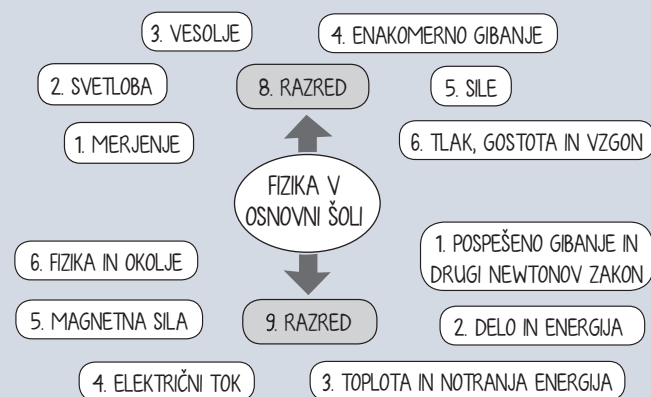 3. VESOLJE
4. ENAKOMERNO GIBANJE
2. SVETLOBA
8. RAZRED
5. SILE
1. MERJENJE
6. TLAK, GOSTOTA IN VZGON
FIZIKA V
OSNOVNI ŠOLI
1. POSPEŠENO GIBANJE IN
DRUGI NEWTONOV ZAKON
6. FIZIKA IN OKOLJE
5. MAGNETNA SILA
9. RAZRED
2. DELO IN ENERGIJA
4. ELEKTRIČNI TOK
3. TOPLOTA IN NOTRANJA ENERGIJA